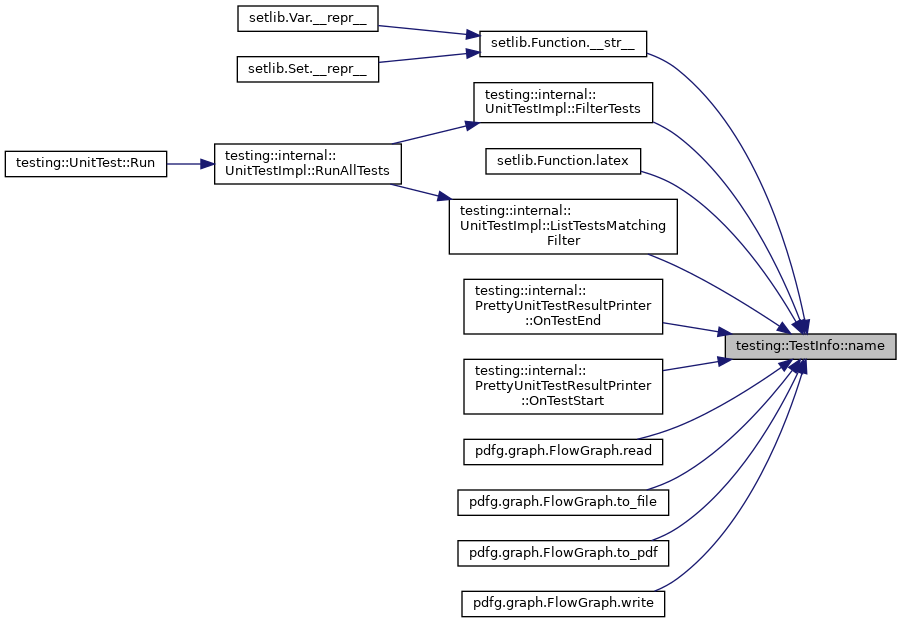 setlib.Var.__repr__
setlib.Set.__repr__
setlib.Function.__str__
testing::internal::
UnitTestImpl::FilterTests
testing::UnitTest::Run
testing::internal::
UnitTestImpl::RunAllTests
setlib.Function.latex
testing::internal::
UnitTestImpl::ListTestsMatching
Filter
testing::internal::
PrettyUnitTestResultPrinter
::OnTestEnd
testing::TestInfo::name
testing::internal::
PrettyUnitTestResultPrinter
::OnTestStart
pdfg.graph.FlowGraph.read
pdfg.graph.FlowGraph.to_file
pdfg.graph.FlowGraph.to_pdf
pdfg.graph.FlowGraph.write